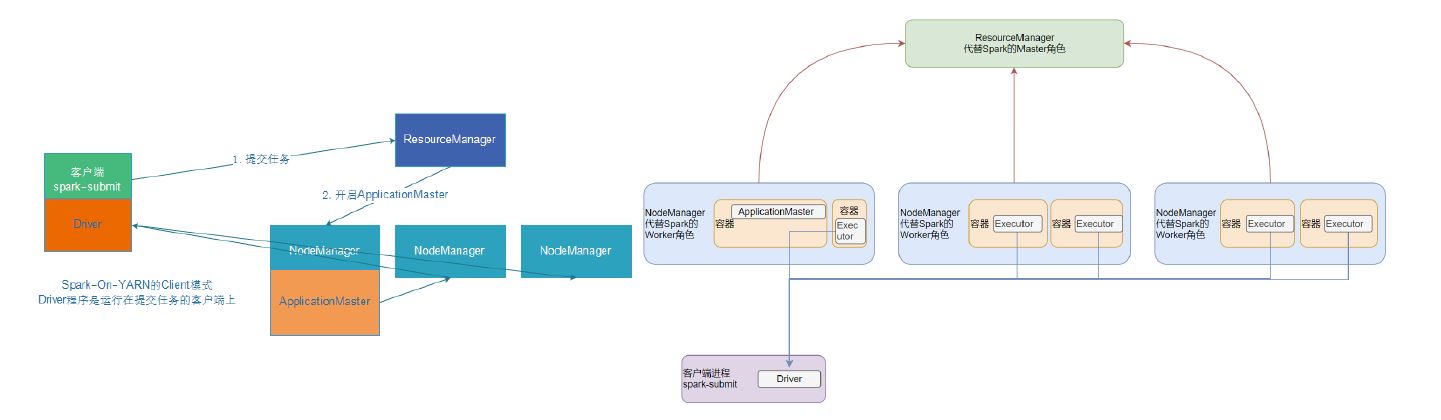 客户端
spark-submit
Driver
1. 提交任务
ResourceManager
2. 开启ApplicationMaster
NodeManager
NodeManager
NodeManager
ApplicationMaster
Spark-On-YARN的Client模式
Driver程序是运行在提交任务的客户端上
ResourceManager
代替Spark的Master角色
NodeManager
代替Spark的
Worker角色
容器
ApplicationMaster
容器
Exec
utor
NodeManager
代替Spark的
Worker角色
容器
Executor
容器
Executor
NodeManager
代替Spark的
Worker角色
容器
Executor
容器
Executor
客户端进程
spark-submit
Driver